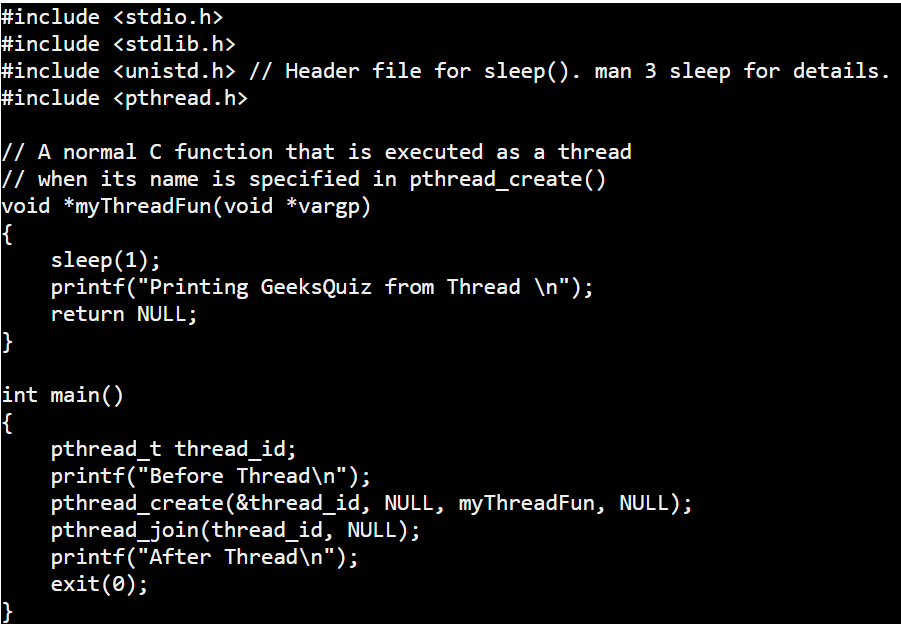 #include <stdio.h>
#include <stdlib.h>
#include <unistd.h> // Header file for sleep(). man 3 sleep for details.
#include <pthread.h>

// A normal C function that is executed as a thread
// when its name is specified in pthread_create()
void *myThreadFun(void *vargp)
{
    sleep(1);
    printf("Printing GeeksQuiz from Thread \n");
    return NULL;
}

int main()
{
    pthread_t thread_id;
    printf("Before Thread\n");
    pthread_create(&thread_id, NULL, myThreadFun, NULL);
    pthread_join(thread_id, NULL);
    printf("After Thread\n");
    exit(0);
}